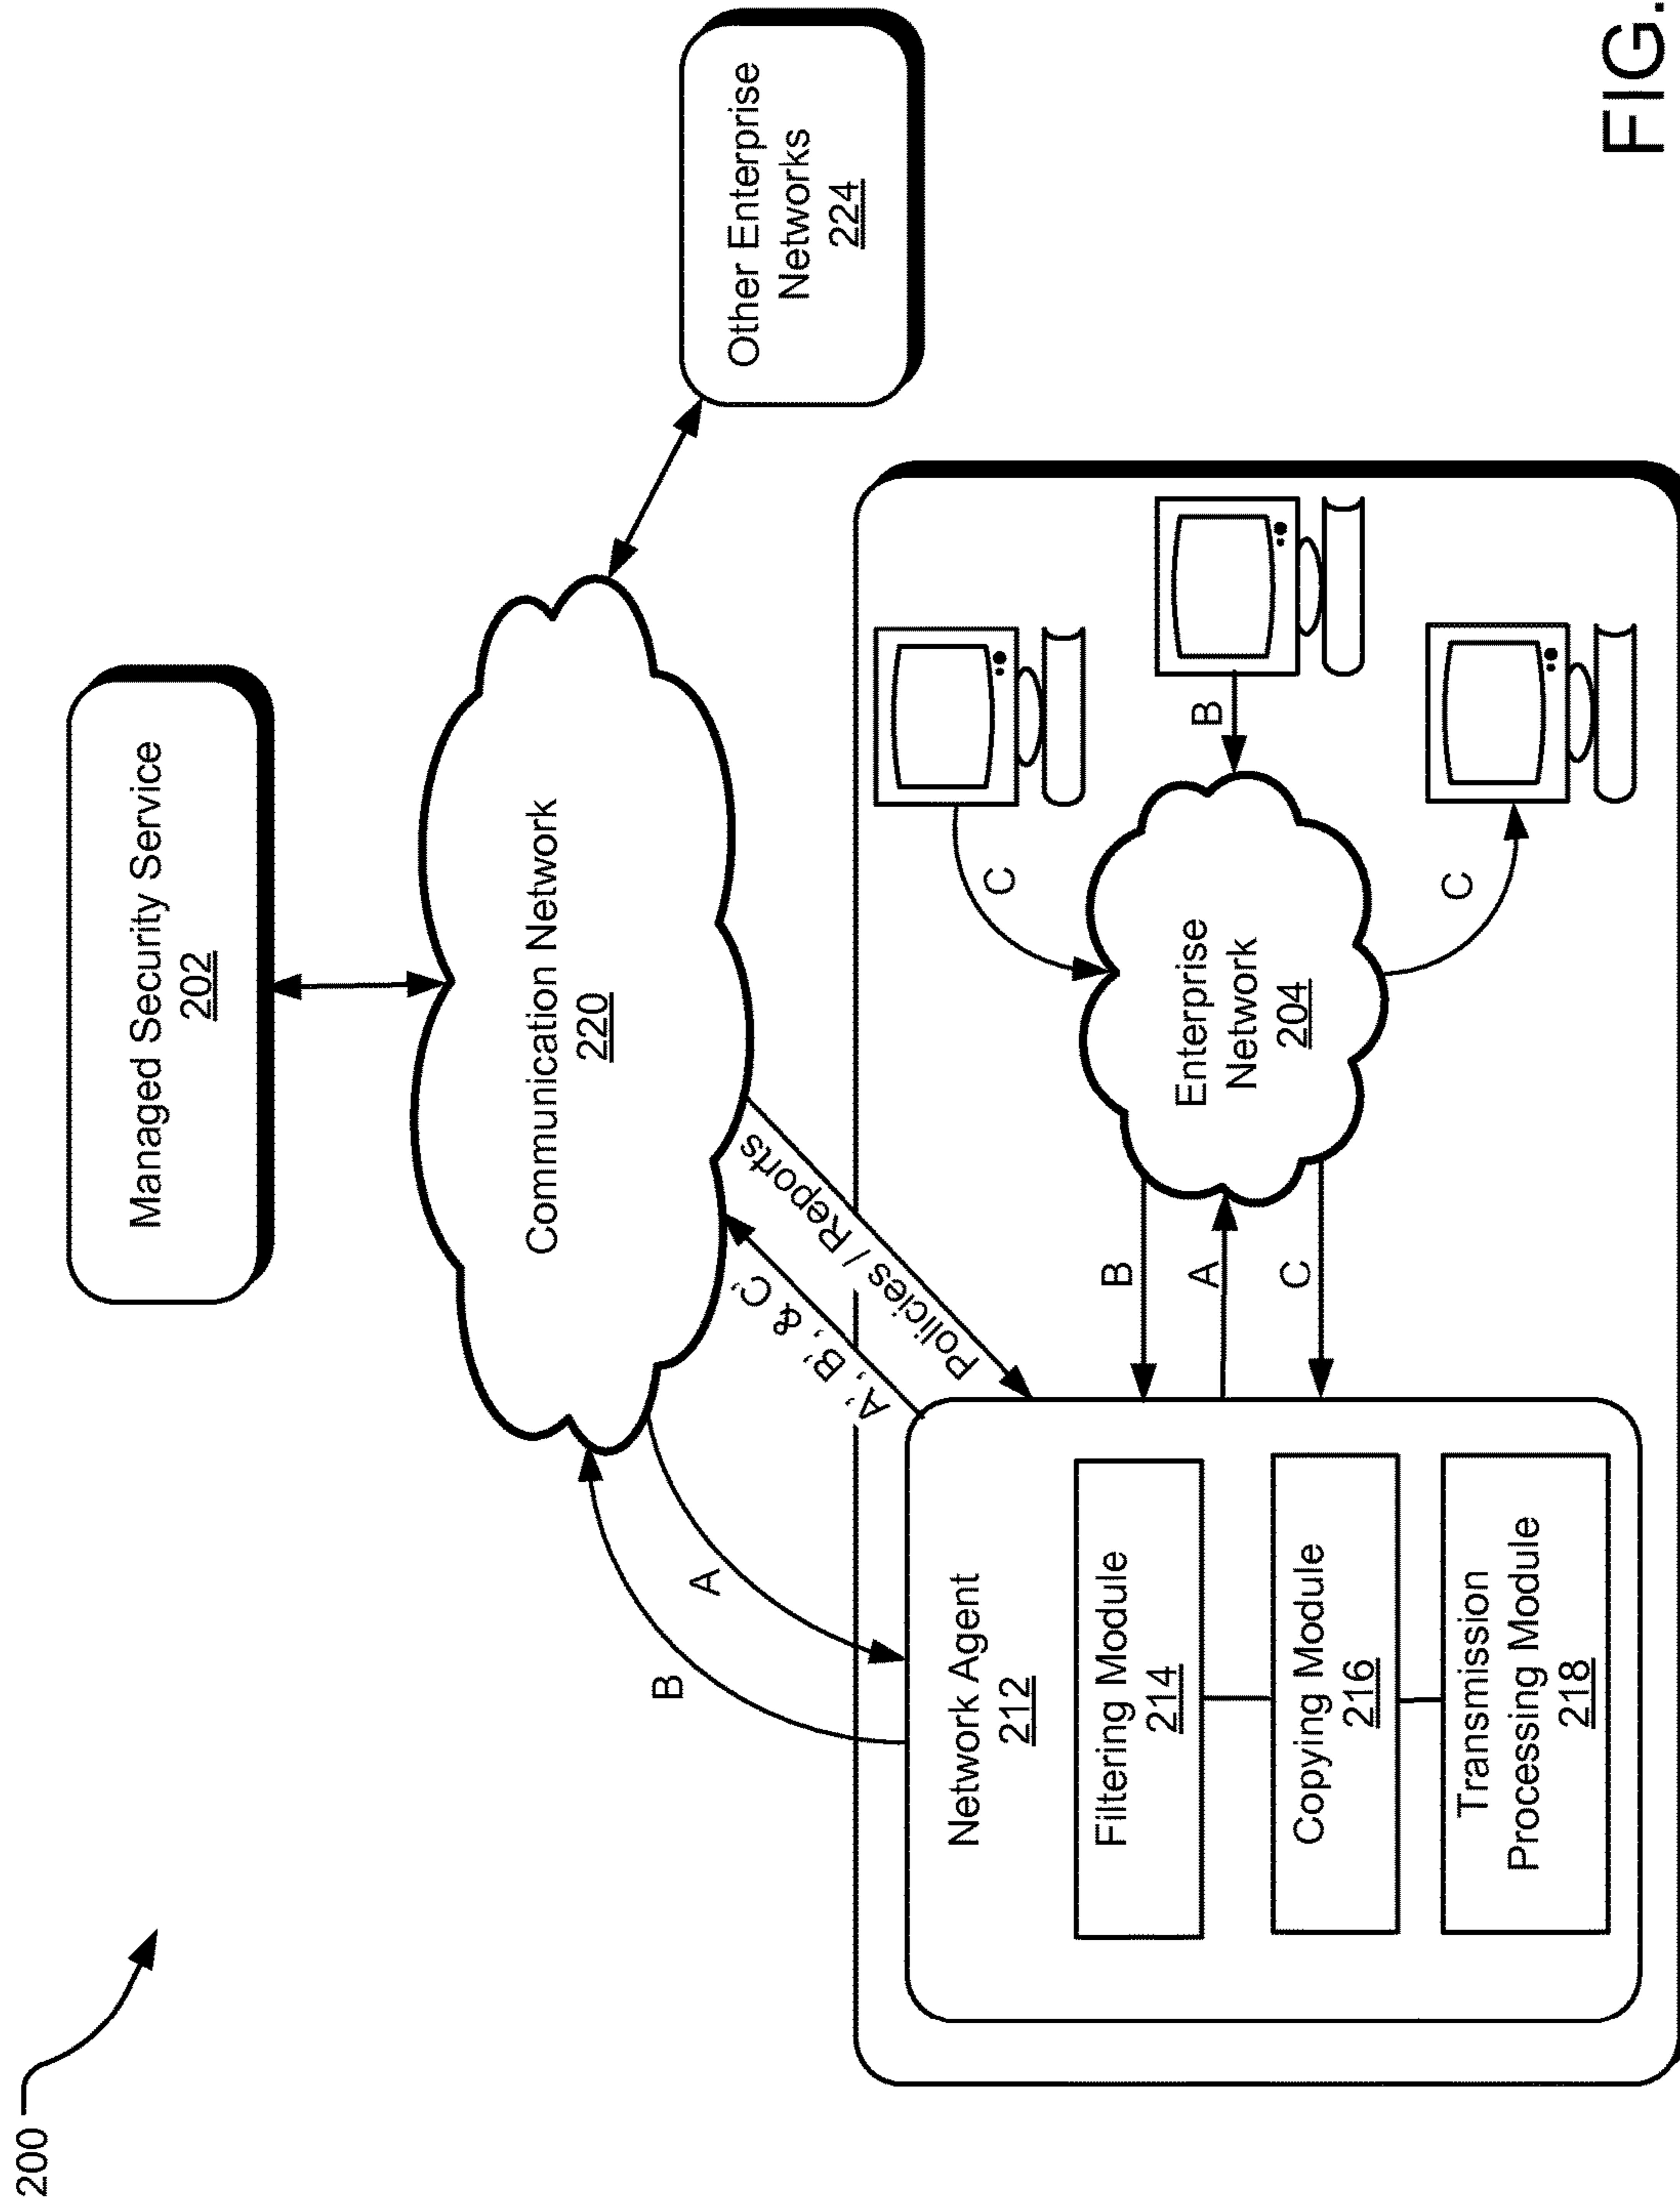 200
Managed Security Service
202
Communication Network
220
Other Enterprise
Networks
224
B
A
A', B', & C'
Policies / Reports
Network Agent
212
Filtering Module
214
Copying Module
216
Transmission
Processing Module
218
B
A
C
Enterprise
Network
204
C
B
C
FIG.